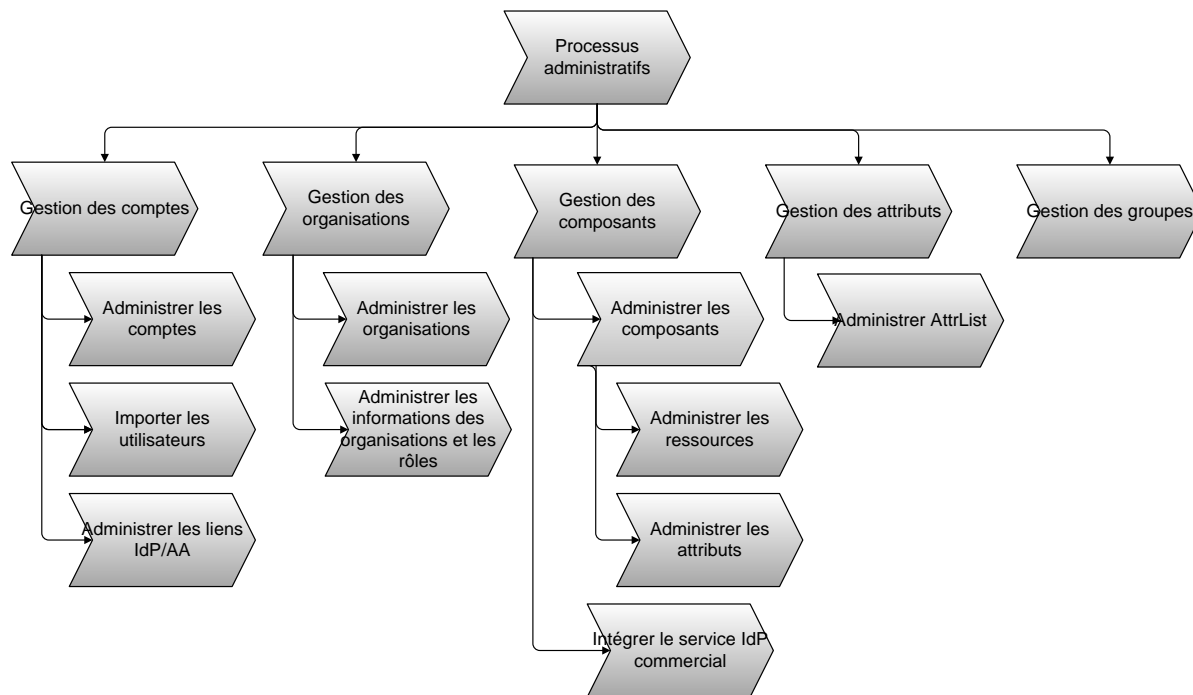 Processus
administratifs
Gestion des comptes
Gestion des
organisations
Gestion des
composants
Gestion des attributs
Gestion des groupes
Administrer les
comptes
Importer les
utilisateurs
Administrer les liens
IdP/AA
Administrer les
organisations
Administrer les
informations des
organisations et les
rôles
Administrer les
composants
Administrer les
ressources
Administrer les
attributs
Intégrer le service IdP
commercial
Administrer AttrList